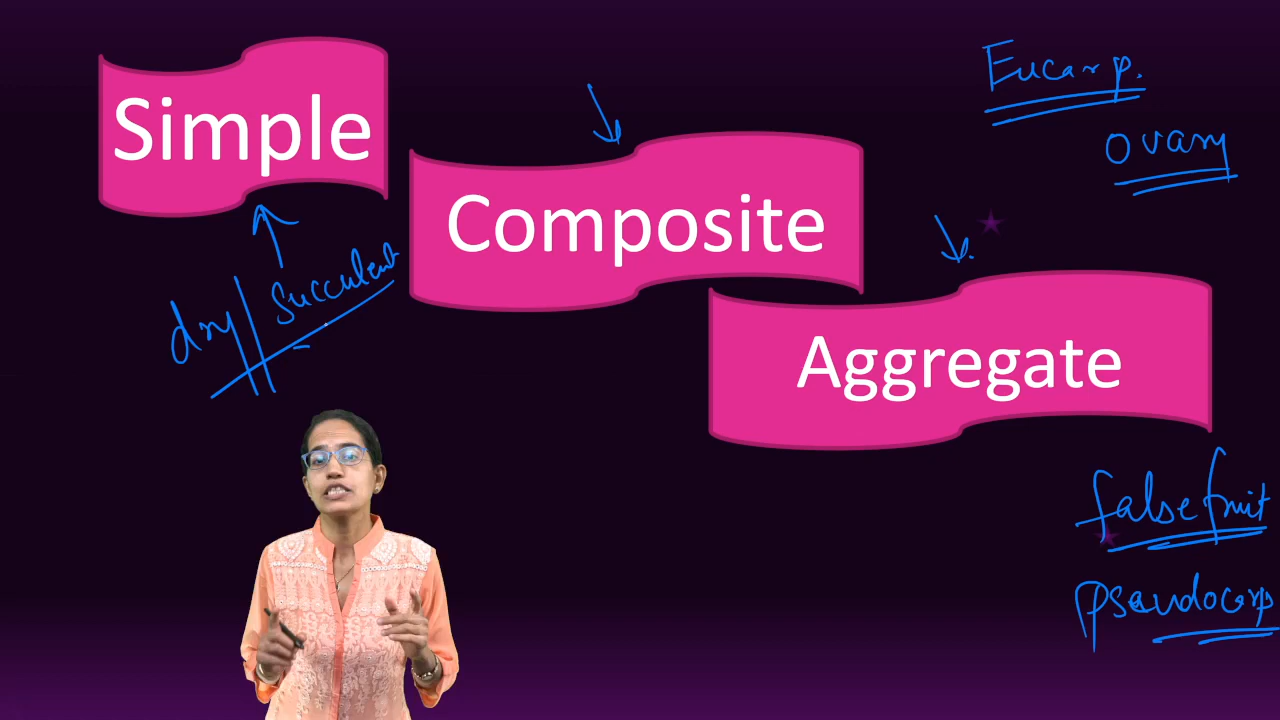 Simple
Eucarp.
ovary
Composite
dry/succulent
Aggregate
false fruit
pseudocarp